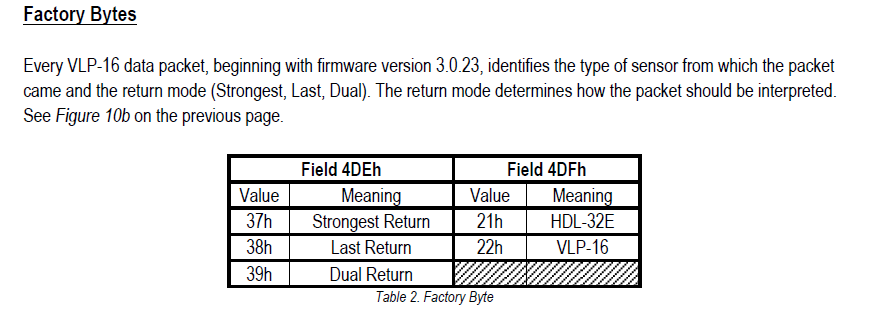 Factory Bytes
Every VLP-16 data packet, beginning with firmware version 3.0.23, identifies the type of sensor from which the packet
came and the return mode (Strongest, Last, Dual). The return mode determines how the packet should be interpreted.
See Figure 10b on the previous page.
Field 4DEh Field 4DFh
Value Meaning Value Meaning
37h Strongest Return 21h HDL-32E
38h Last Return 22h VLP-16
39h Dual Return
Table 2. Factory Byte